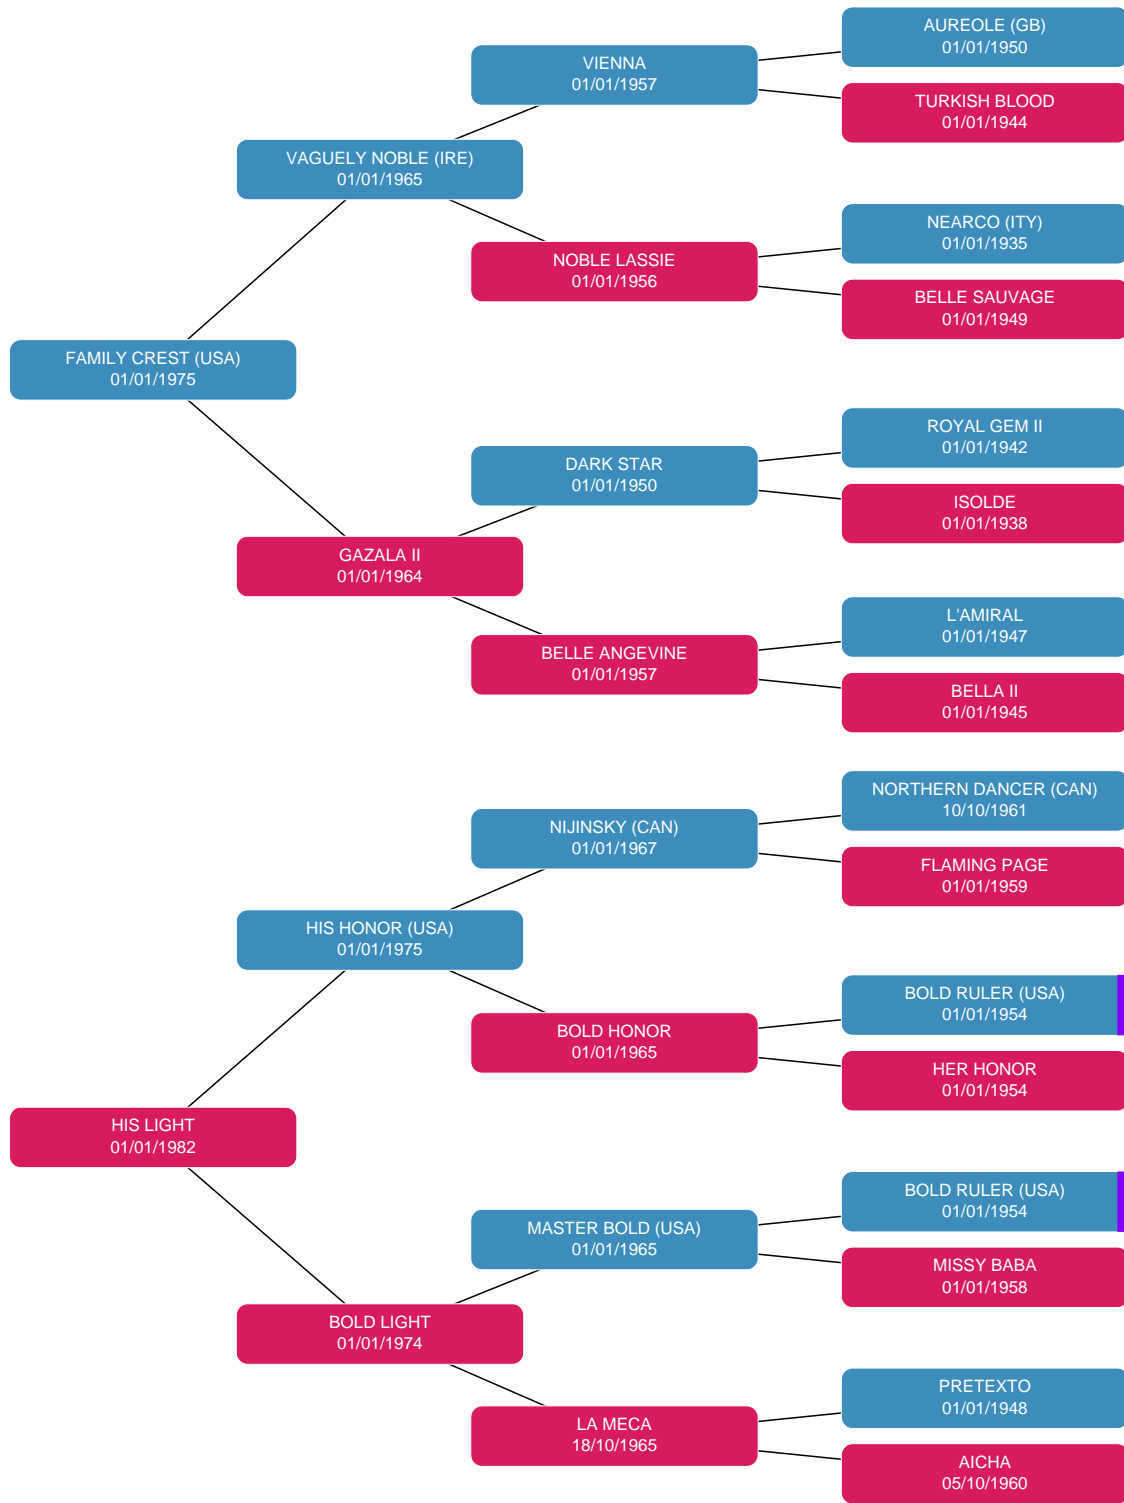 AUREOLE (GB)
01/01/1950
VIENNA
01/01/1957
TURKISH BLOOD
01/01/1944
VAGUELY NOBLE (IRE)
01/01/1965
NEARCO (ITY)
01/01/1935
NOBLE LASSIE
01/01/1956
BELLE SAUVAGE
01/01/1949
FAMILY CREST (USA)
01/01/1975
ROYAL GEM II
01/01/1942
DARK STAR
01/01/1950
ISOLDE
01/01/1938
GAZALA II
01/01/1964
L'AMIRAL
01/01/1947
BELLE ANGEVINE
01/01/1957
BELLA II
01/01/1945
NORTHERN DANCER (CAN)
10/10/1961
NIJINSKY (CAN)
01/01/1967
FLAMING PAGE
01/01/1959
HIS HONOR (USA)
01/01/1975
BOLD RULER (USA)
01/01/1954
BOLD HONOR
01/01/1965
HER HONOR
01/01/1954
HIS LIGHT
01/01/1982
BOLD RULER (USA)
01/01/1954
MASTER BOLD (USA)
01/01/1965
MISSY BABA
01/01/1958
BOLD LIGHT
01/01/1974
PRETEXTO
01/01/1948
LA MECA
18/10/1965
AICHA
05/10/1960